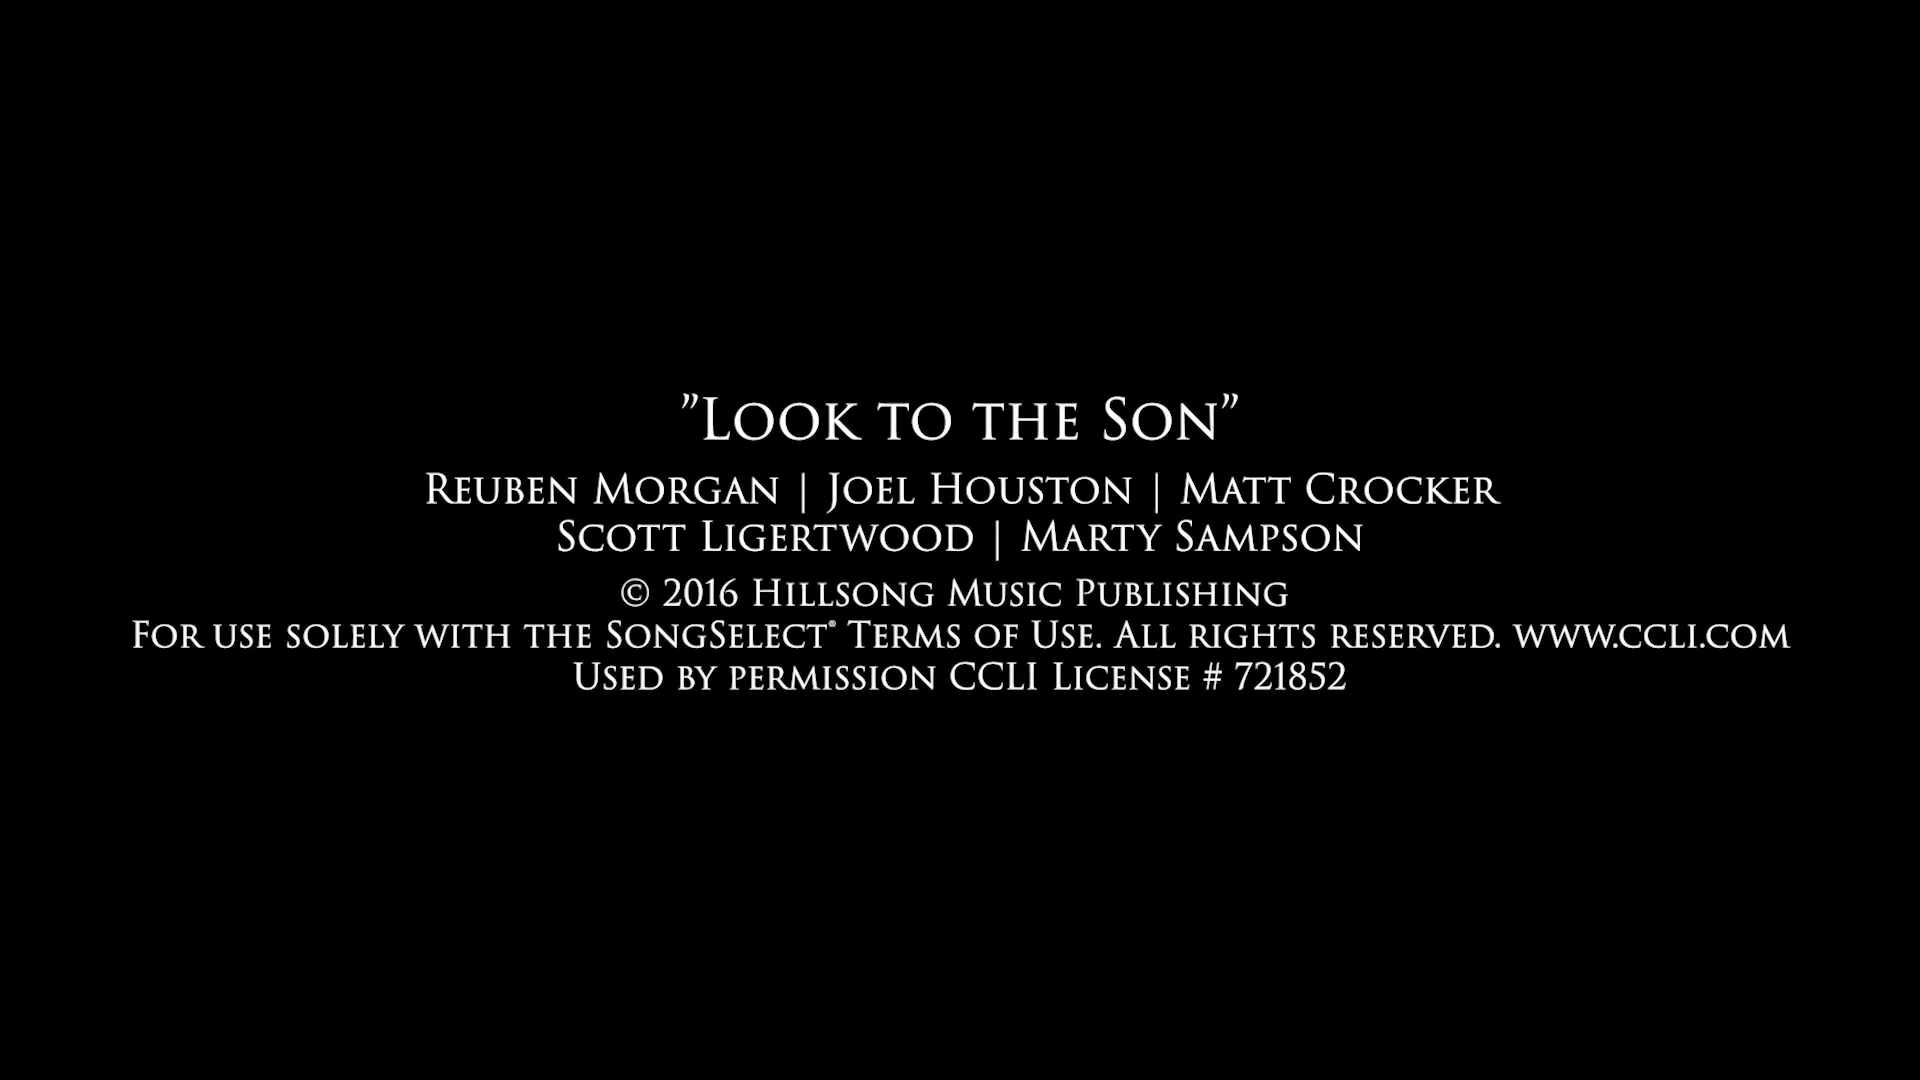 ”Look to the Son”
Reuben Morgan | Joel Houston | Matt Crocker
Scott Ligertwood | Marty Sampson
© 2016 Hillsong Music Publishing
For use solely with the SongSelect® Terms of Use. All rights reserved. www.ccli.com
Used by permission CCLI License # 721852